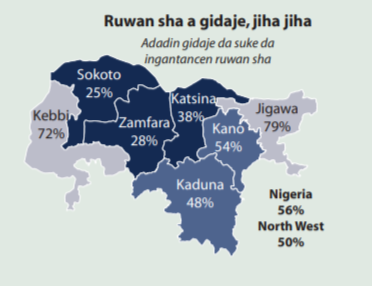 Ruwan sha a gidaje, jiha jiha
Adadin gidaje da suke da
ingantancen ruwan sha
Sokoto
25%
Kebbi
72%
Zamfara
28%
Katsina
38%
Kano
54%
Jigawa
79%
Kaduna
48%
Nigeria
56%
North West
50%